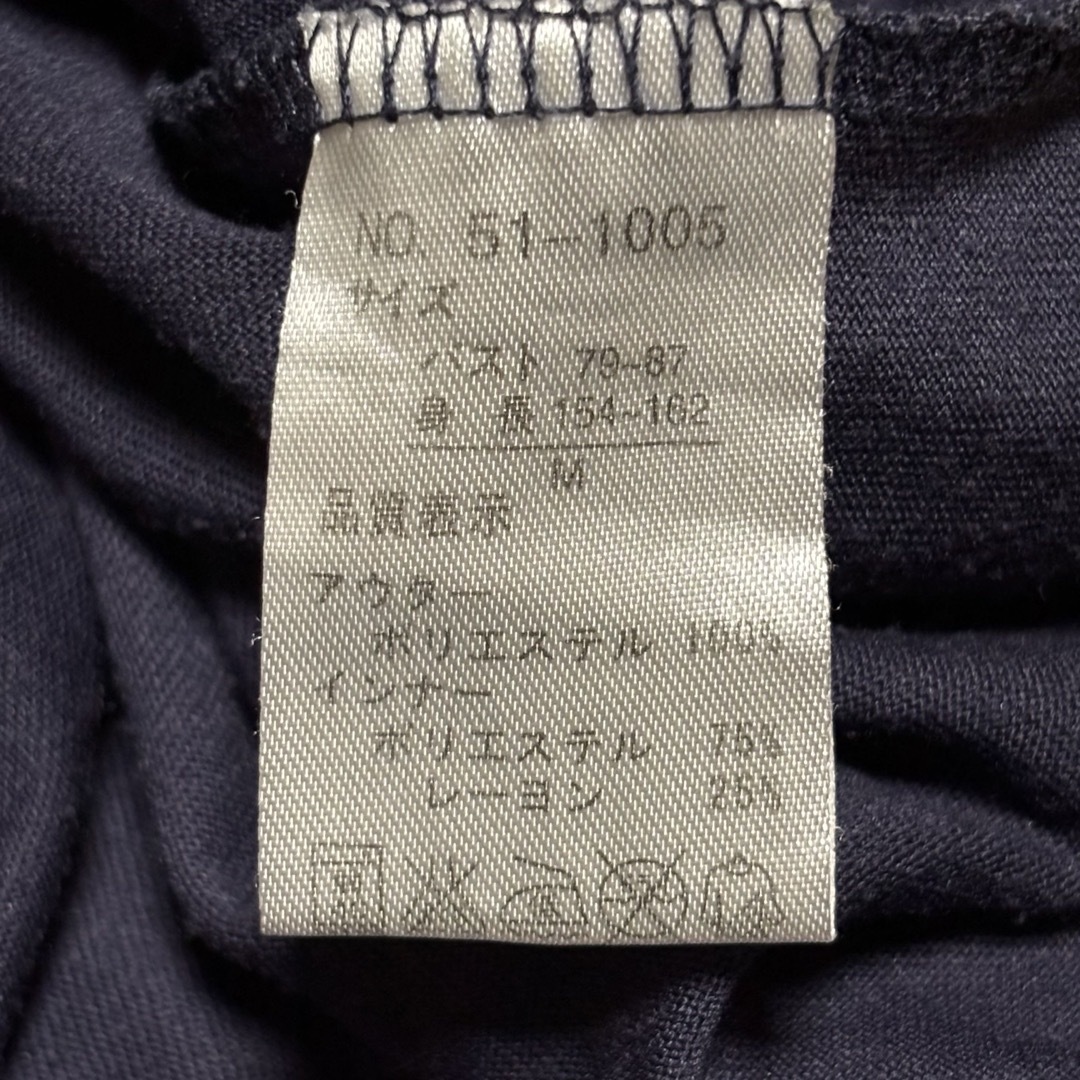 NO. 51-1005
サイズ
バスト 79~87
身長 154~162
M
品質表示
アウター
ポリエステル 100%
インナー
ポリエステル 75%
レーヨン 25%